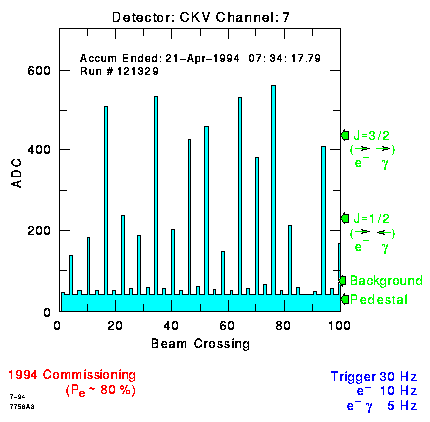 Detector: CKV Channel: 7
Accum Ended: 21-Apr-1994 07:34:17.79
Run # 121329
600
400
200
0
ADC
0 20 40 60 80 100
Beam Crossing
J=3/2
(→ →)
e⁻ γ
J=1/2
(→ ←)
e⁻ γ
Background
Pedestal
1994 Commissioning
(Pe ~ 80 %)
7-94
7758A3
Trigger 30 Hz
e⁻ 10 Hz
e⁻ γ 5 Hz